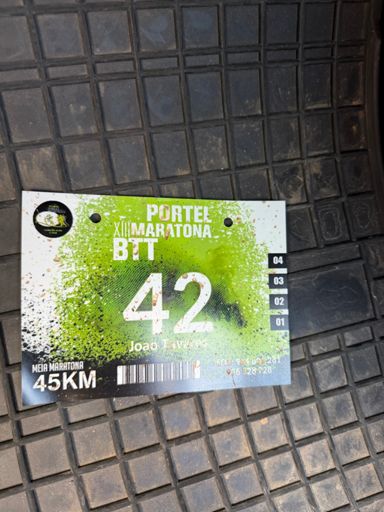 PORTEL
XIII MARATONA
BTT
42
04
03
02
01
MEIA MARATONA
45KM